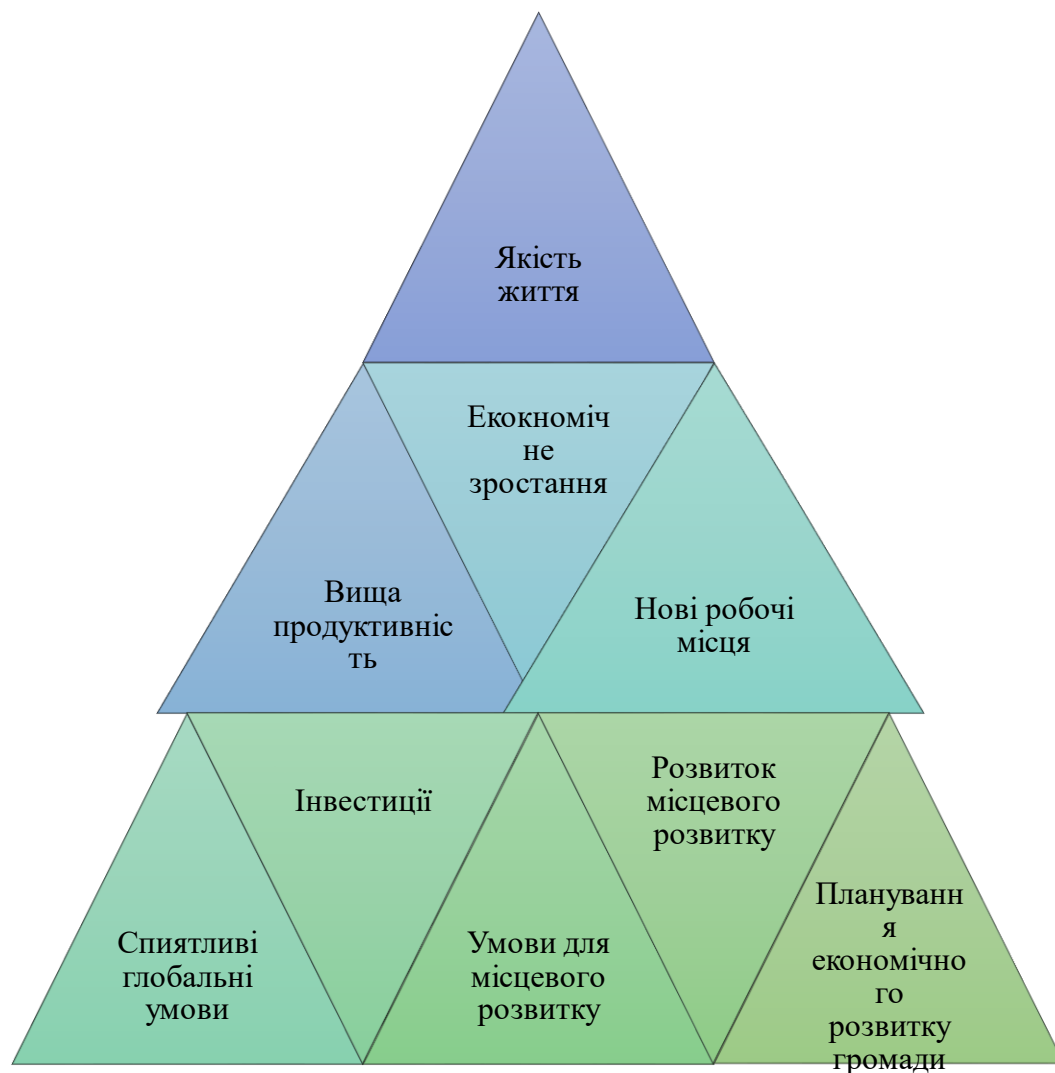 Якість
життя
Екокноміч
не
зростання
Вища
продуктивніс
ть
Нові робочі
місця
Інвестиції
Розвиток
місцевого
розвитку
Спиятливі
глобальні
умови
Умови для
місцевого
розвитку
Плануванн
я
економічно
го
розвитку
громади